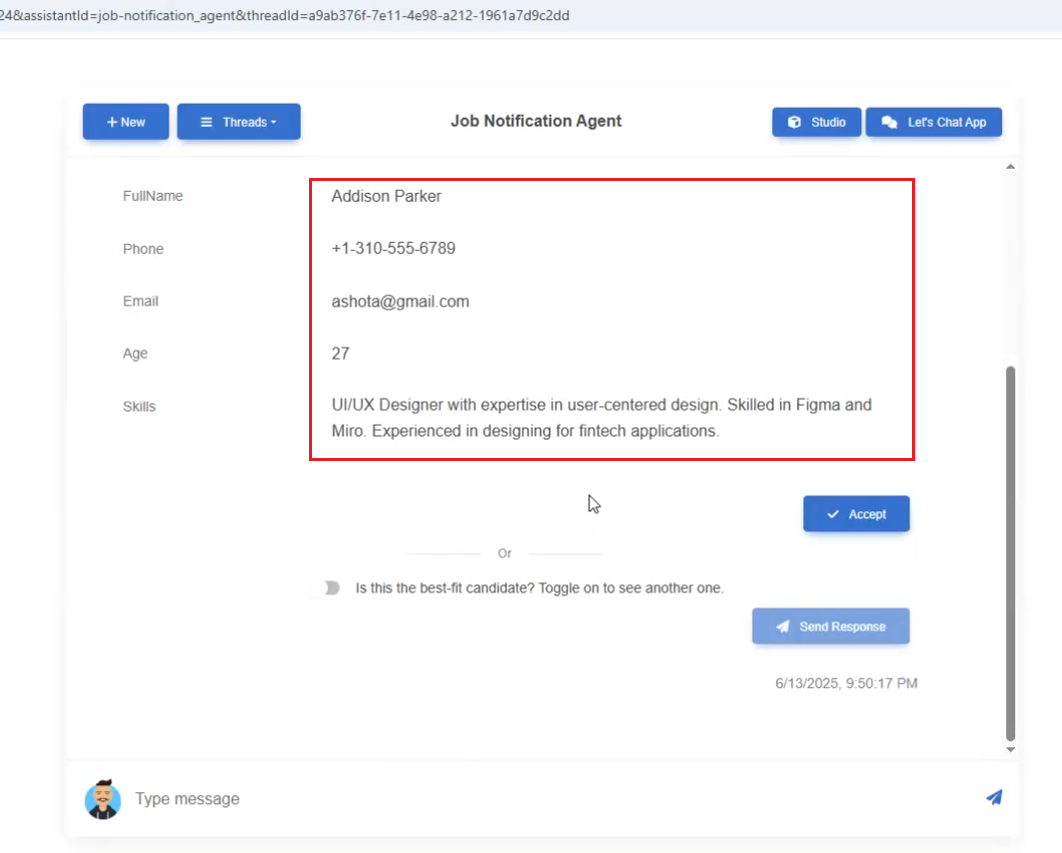 24&assistantId=job-notification_agent&threadId=a9ab376f-7e11-4e98-a212-1961a7d9c2dd
New
Threads
Job Notification Agent
Studio
Let's Chat App
FullName
Addison Parker
Phone
+1-310-555-6789
Email
ashota@gmail.com
Age
27
Skills
UI/UX Designer with expertise in user-centered design. Skilled in Figma and
Miro. Experienced in designing for fintech applications.
Accept
Or
Is this the best-fit candidate? Toggle on to see another one.
Send Response
6/13/2025, 9:50:17 PM
Type message